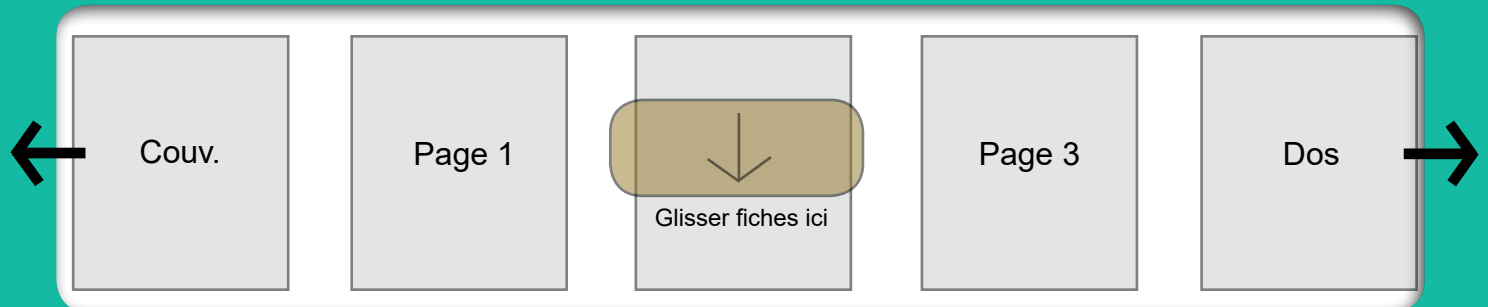 Couv.
Page 1
Glisser fiches ici
Page 3
Dos